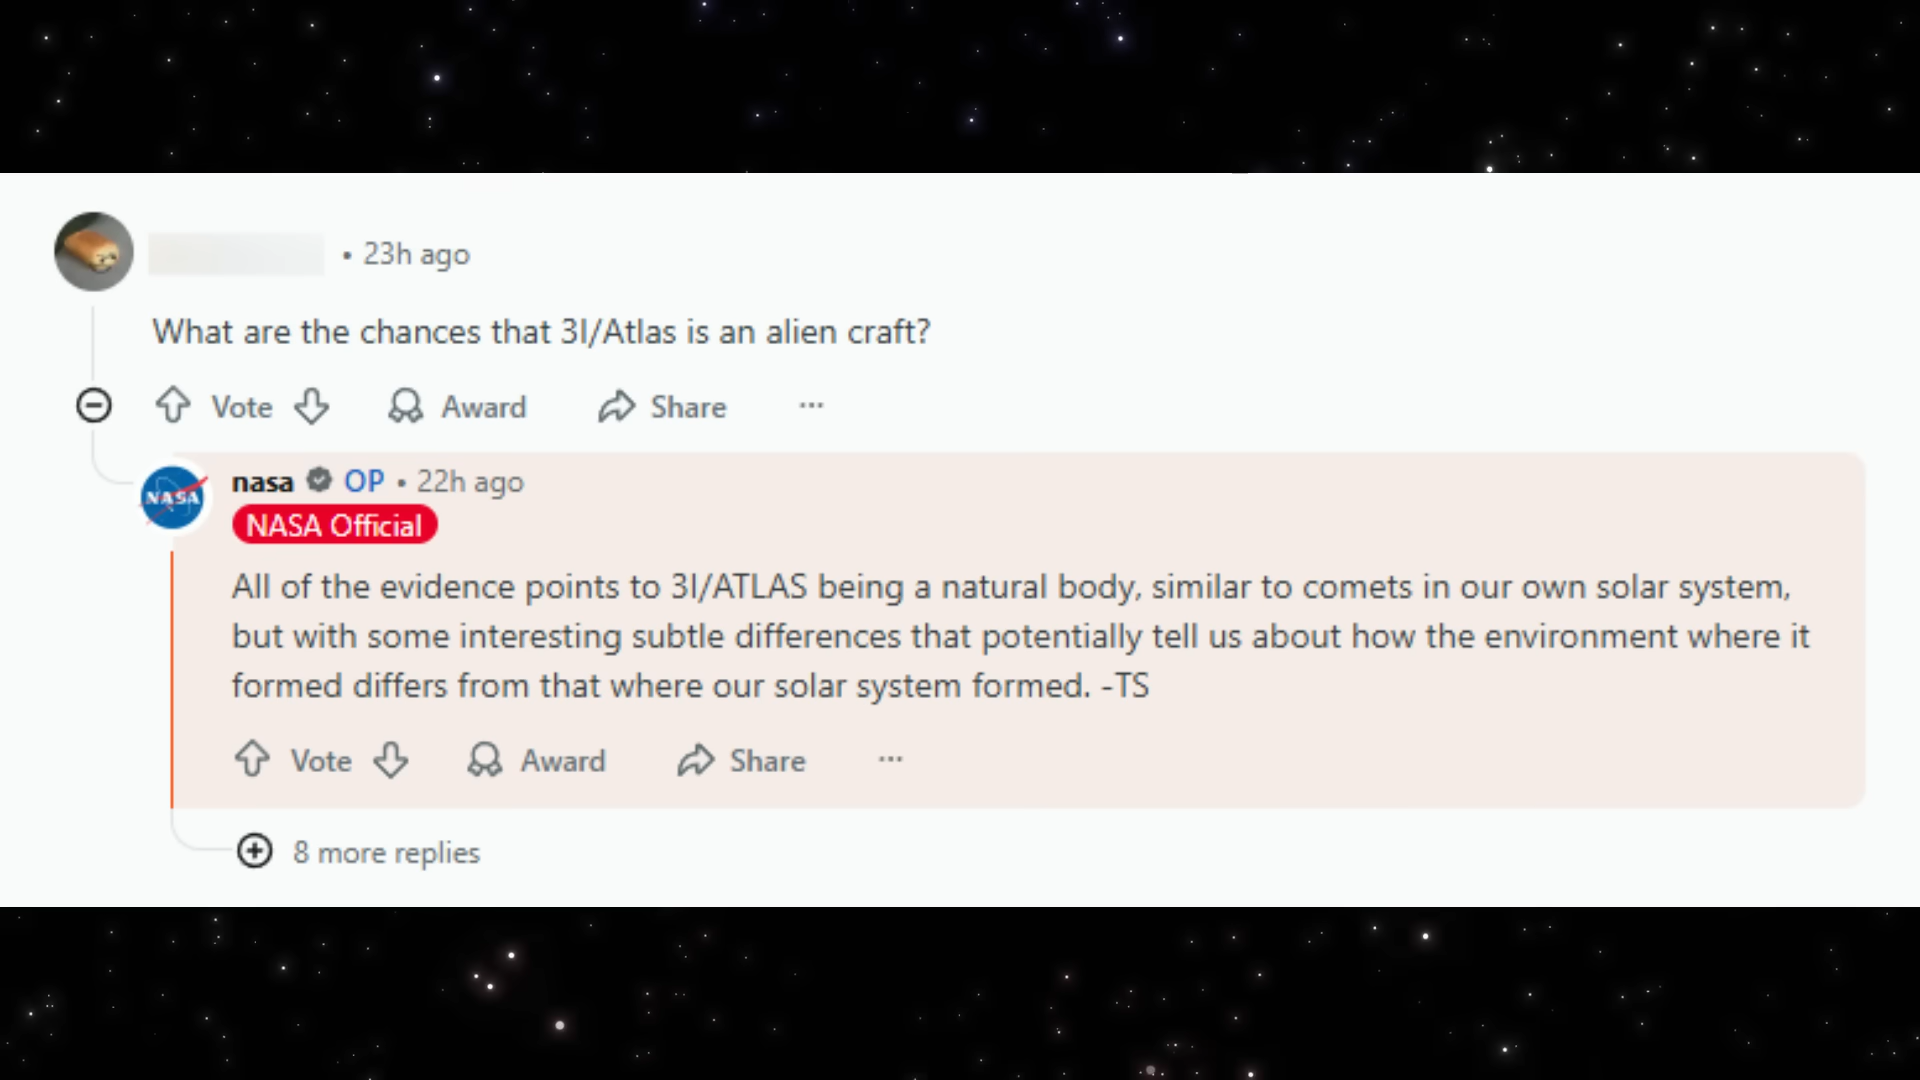 • 23h ago
What are the chances that 3I/Atlas is an alien craft?
Vote Award Share ...
NASA
nasa OP • 22h ago
NASA Official
All of the evidence points to 3I/ATLAS being a natural body, similar to comets in our own solar system,
but with some interesting subtle differences that potentially tell us about how the environment where it
formed differs from that where our solar system formed. -TS
Vote Award Share ...
8 more replies